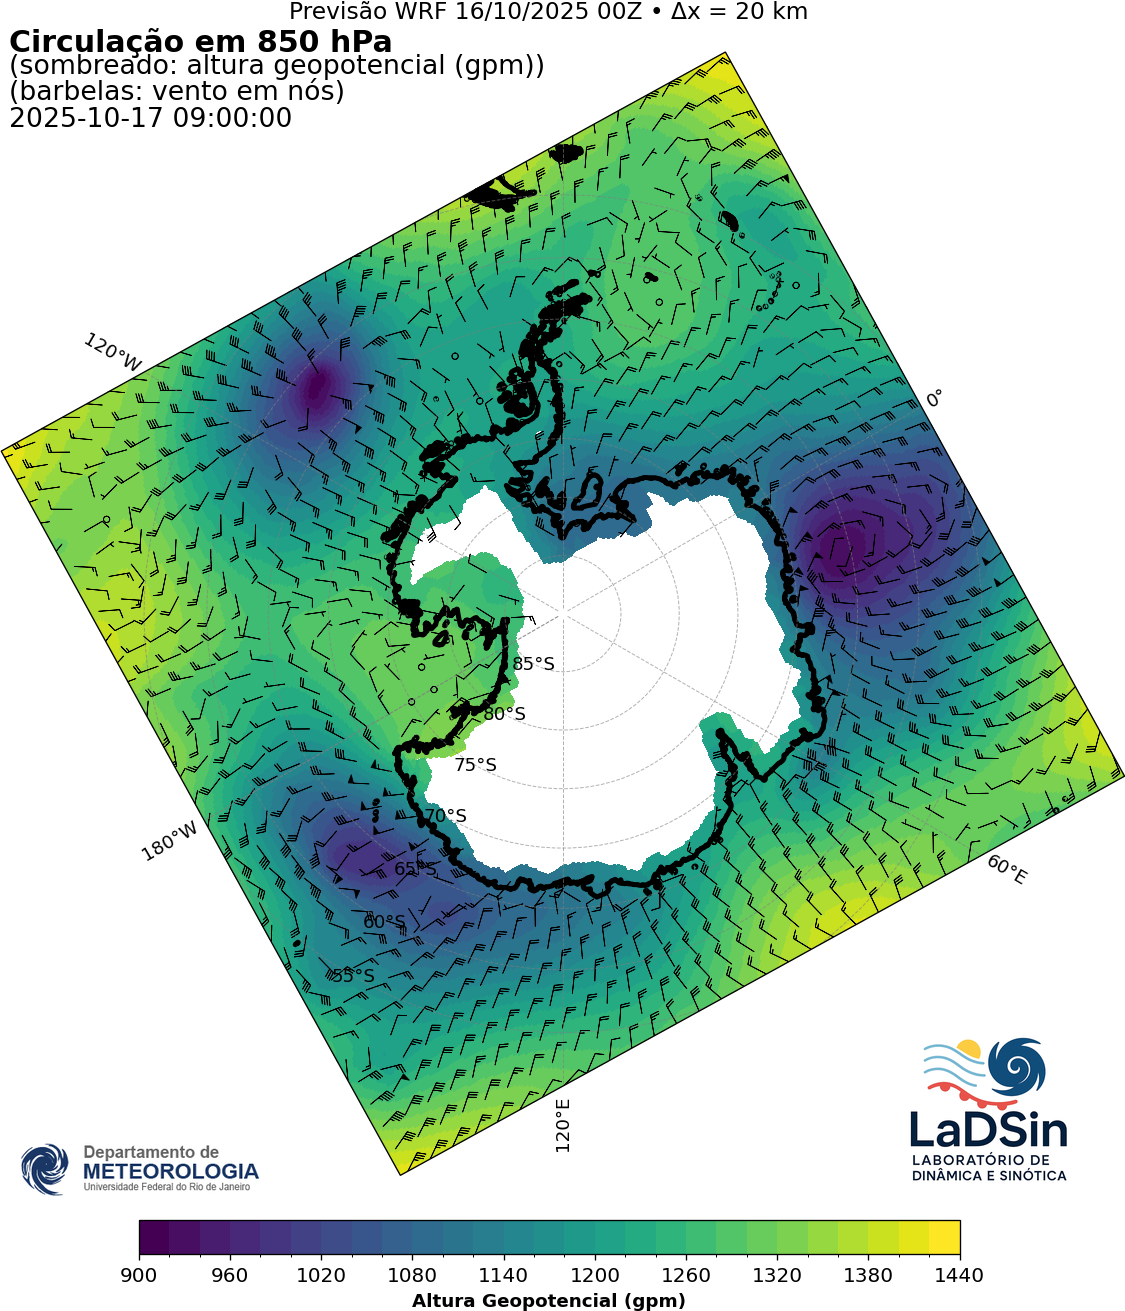 Previsão WRF 16/10/2025 00Z • Δx = 20 km
Circulação em 850 hPa
(sombreado: altura geopotencial (gpm))
(barbelas: vento em nós)
2025-10-17 09:00:00
120°W
0°
85°S
80°S
75°S
70°S
180°W
65°S
60°E
60°S
55°S
120°E
LaDSin
LABORATÓRIO DE
DINÂMICA E SINÓTICA
Departamento de
METEOROLOGIA
Universidade Federal do Rio de Janeiro
900 960 1020 1080 1140 1200 1260 1320 1380 1440
Altura Geopotencial (gpm)